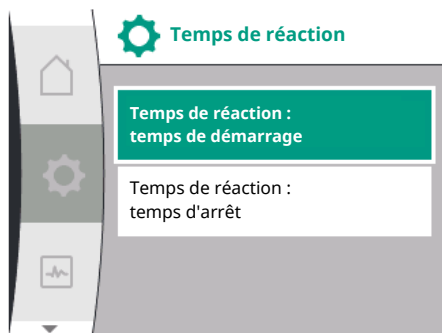 Temps de réaction
Temps de réaction :
temps de démarrage
Temps de réaction :
temps d'arrêt